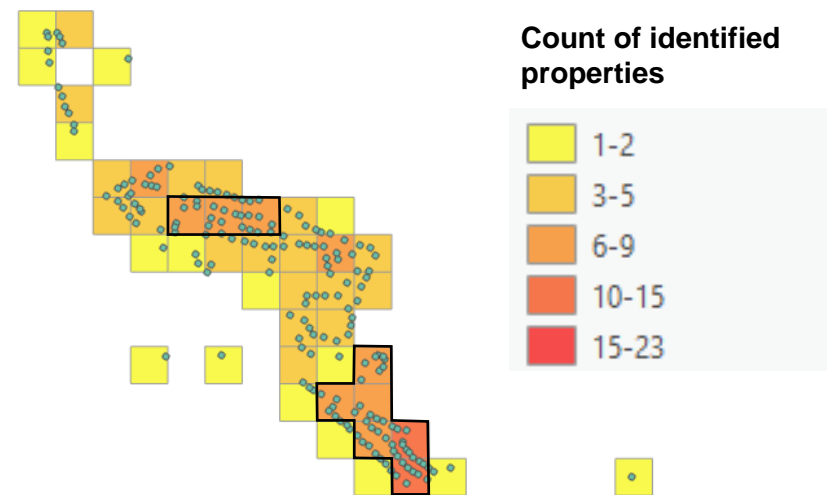 Count of identified
properties
1-2
3-5
6-9
10-15
15-23